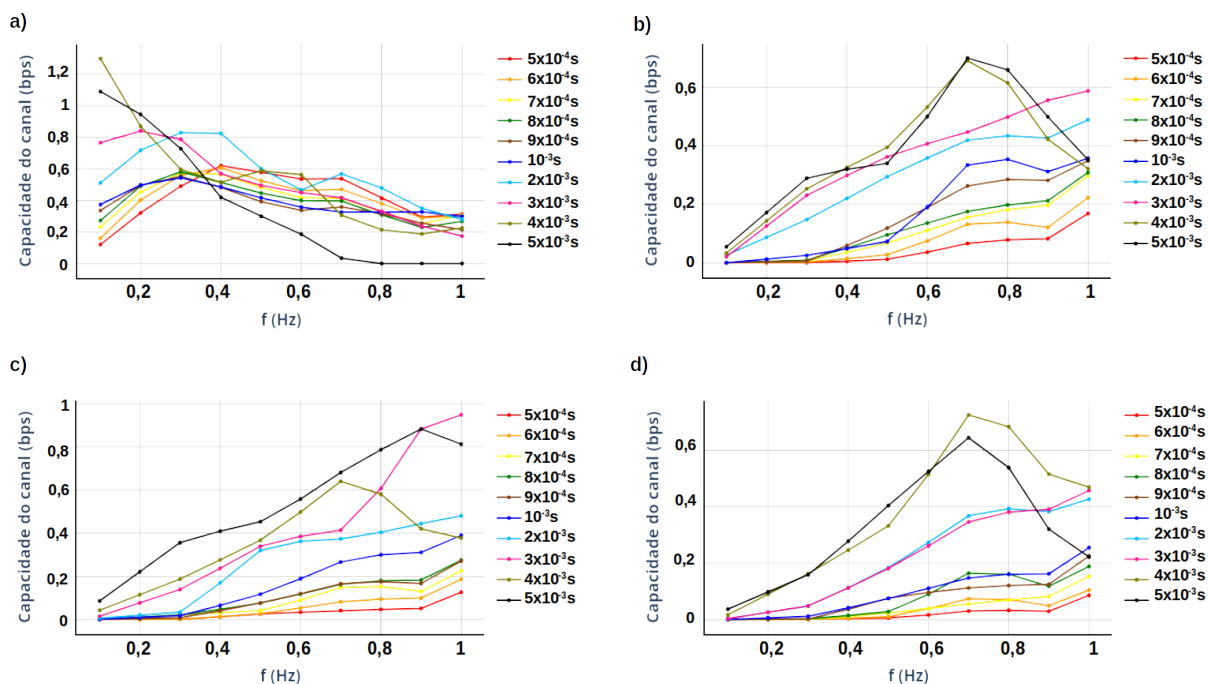 a)
Capacidade do canal (bps)
1,2
1
0,8
0,6
0,4
0,2
0
0,2
0,4
0,6
0,8
1
f (Hz)
5x10⁻⁴s
6x10⁻⁴s
7x10⁻⁴s
8x10⁻⁴s
9x10⁻⁴s
10⁻³s
2x10⁻³s
3x10⁻³s
4x10⁻³s
5x10⁻³s
b)
Capacidade do canal (bps)
0,6
0,4
0,2
0
0,2
0,4
0,6
0,8
1
f (Hz)
5x10⁻⁴s
6x10⁻⁴s
7x10⁻⁴s
8x10⁻⁴s
9x10⁻⁴s
10⁻³s
2x10⁻³s
3x10⁻³s
4x10⁻³s
5x10⁻³s
c)
Capacidade do canal (bps)
1
0,8
0,6
0,4
0,2
0
0,2
0,4
0,6
0,8
1
f (Hz)
5x10⁻⁴s
6x10⁻⁴s
7x10⁻⁴s
8x10⁻⁴s
9x10⁻⁴s
10⁻³s
2x10⁻³s
3x10⁻³s
4x10⁻³s
5x10⁻³s
d)
Capacidade do canal (bps)
0,6
0,4
0,2
0
0,2
0,4
0,6
0,8
1
f (Hz)
5x10⁻⁴s
6x10⁻⁴s
7x10⁻⁴s
8x10⁻⁴s
9x10⁻⁴s
10⁻³s
2x10⁻³s
3x10⁻³s
4x10⁻³s
5x10⁻³s